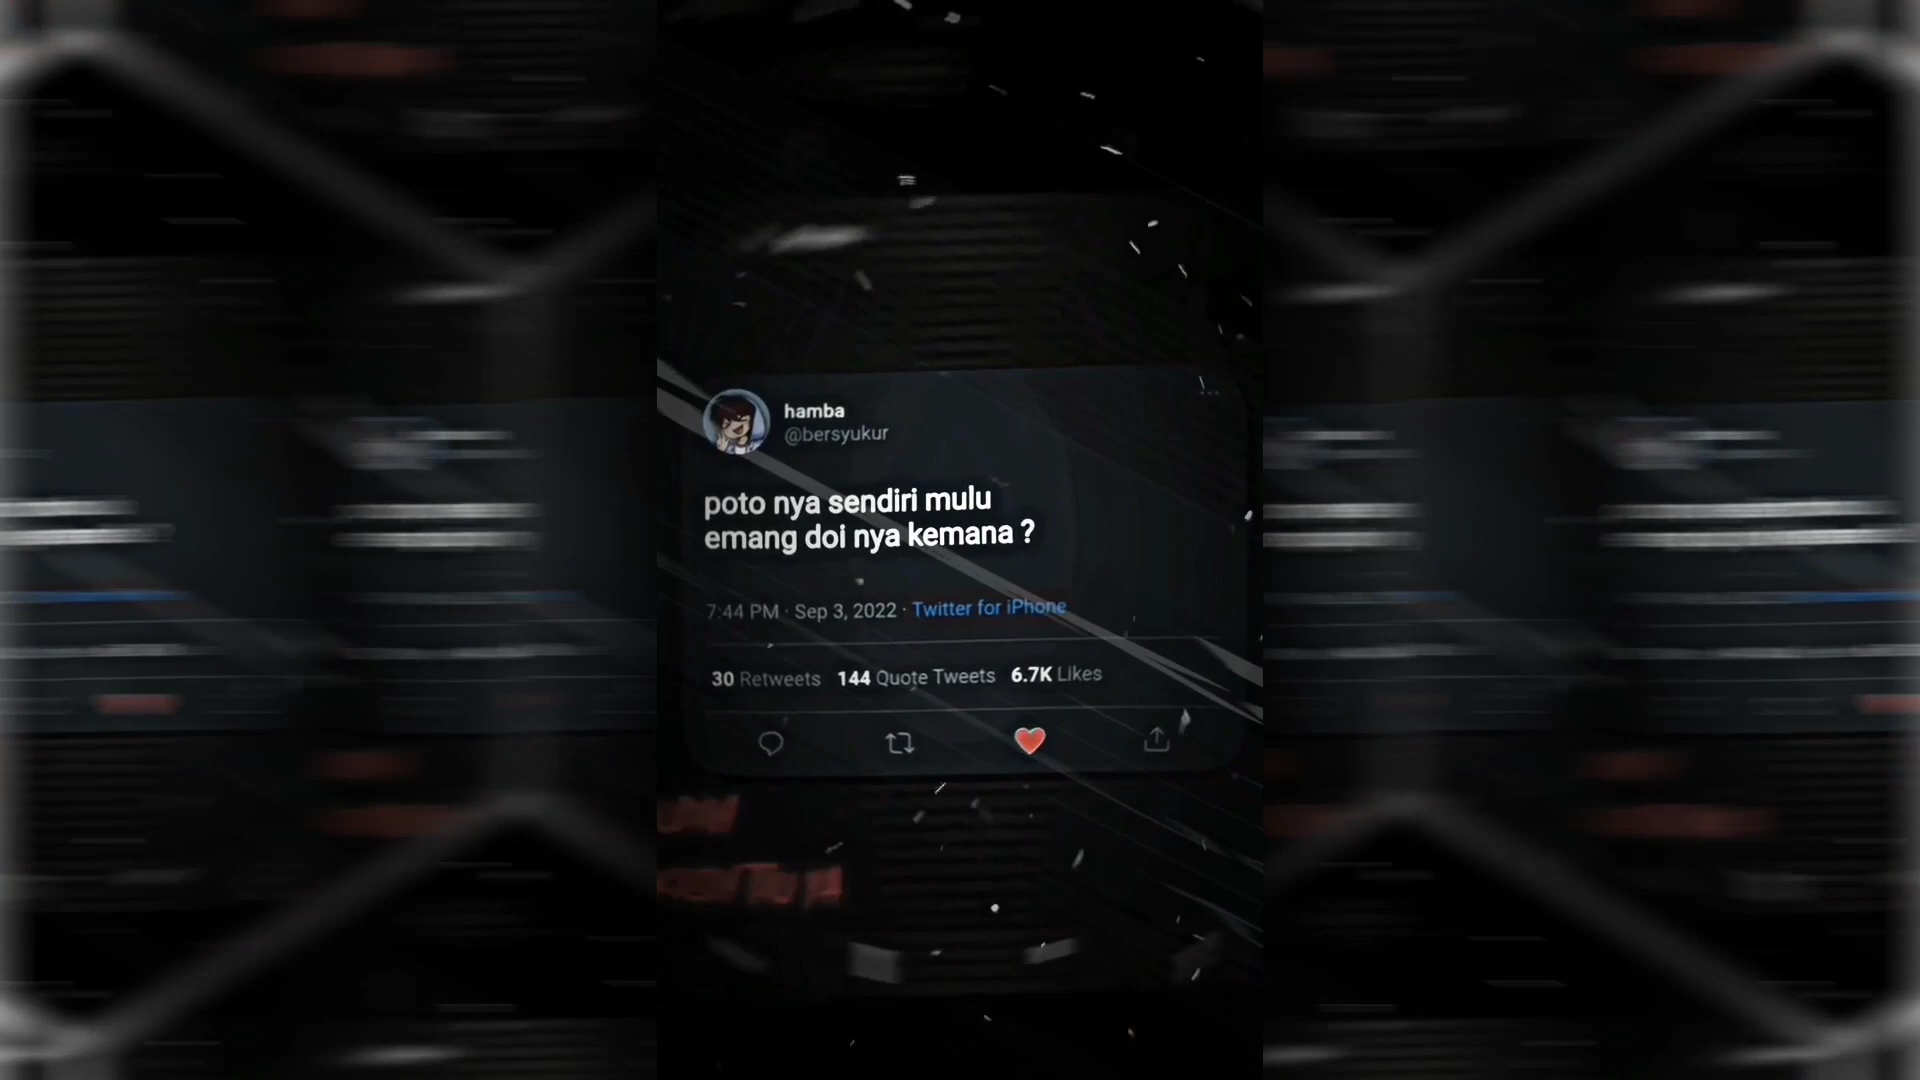 hamba
@bersyukur
poto nya sendiri mulu
emang doi nya kemana ?
7:44 PM · Sep 3, 2022 · Twitter for iPhone
30 Retweets 144 Quote Tweets 6.7K Likes